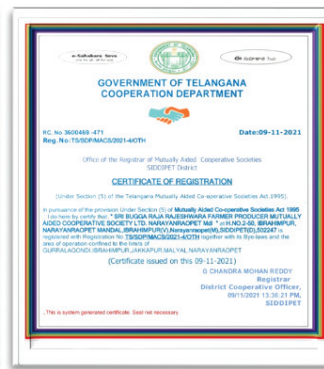 e-Sahakara Seva
GOVERNMENT OF TELANGANA
COOPERATION DEPARTMENT
RC. No.3600469 -471
Date:09-11-2021
Reg. No:TS/SDP/MACS/2021-4/OTH
Office of the Registrar of Mutually Aided Cooperative Societies
SIDDIPET District
CERTIFICATE OF REGISTRATION
(Under Section (5) of the Telangana Mutually Aided Co-operative Societies Act 1995).
In pursuance of the provision Under Section (5) of Mutually Aided Co-operative Societies Act 1995
I do here by certify that " SRI BUGGA RAJA RAJESHWARA FARMER PRODUCER MUTUALLY
AIDED COOPERATIVE SOCIETY LTD. NARAYANRAOPET Mdl " at H.NO.2-50, IBRAHIMPUR,
NARAYANRAOPET MANDAL,IBRAHIMPUR(V),Narayanraopet(M),SIDDIPET(D),502247 is
registered with Registration No TS/SDP/MACS/2021-4/OTH together with its Bye-laws and the
area of operation confined to the limits of
GURRALAGONDI,IBRAHIMPUR,JAKKAPUR,MALYAL,NARAYANRAOPET
(Certificate issued on this 09-11-2021)
G CHANDRA MOHAN REDDY
Registrar
District Cooperative Officer,
09/11/2021 13:36:21 PM,
SIDDIPET
.This is system generated certificate. Seal not necessary.